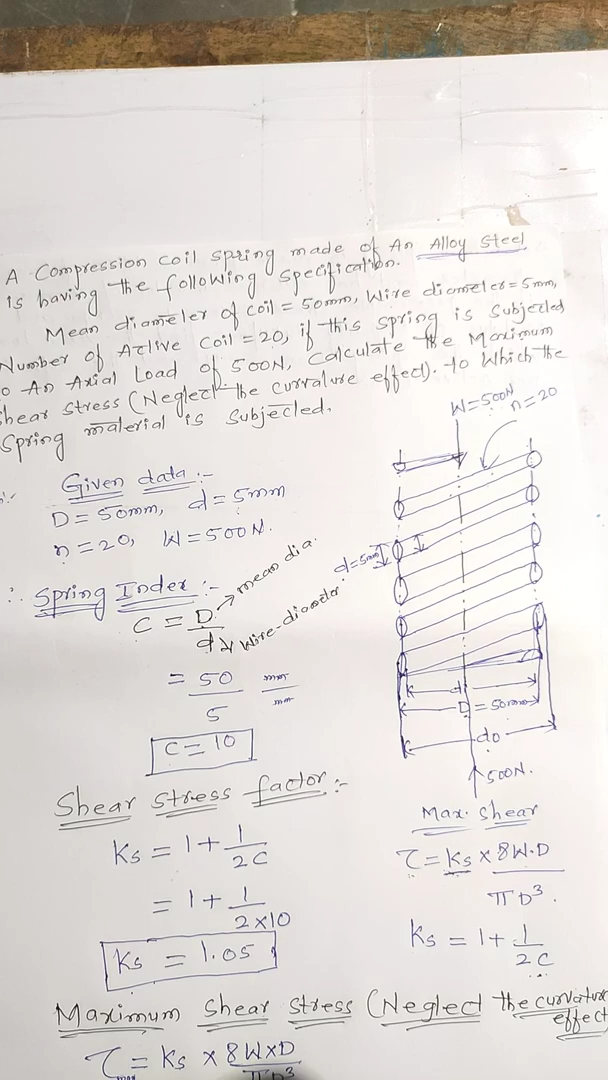 A Compression coil spring made of An Alloy Steel
is having the following specification.
Mean diameter of coil = 50mm, Wire diameter = 5mm,
Number of Active coil = 20, if this spring is Subjected
to An Axial Load of 500N, Calculate the Maximum
shear stress (Neglect the curvature effect). to Which the
Spring material is Subjected.
W=500N
n=20
Given data :-
D = 50mm, d = 5mm
n = 20, W = 500N.
d=5mm
∴ Spring Index :-
C = D → mean dia.
d → Wire-diameter
= 50 mm
5 mm
C = 10
d
D = 50mm
do
500N.
Shear stress factor :-
Ks = 1 + 1
2C
= 1 + 1
2×10
Ks = 1.05
Max. Shear
τ = Ks × 8W.D
πD³.
Ks = 1 + 1
2C
Maximum shear stress (Neglect the curvature
effect
τmax = Ks × 8W×D
πD³